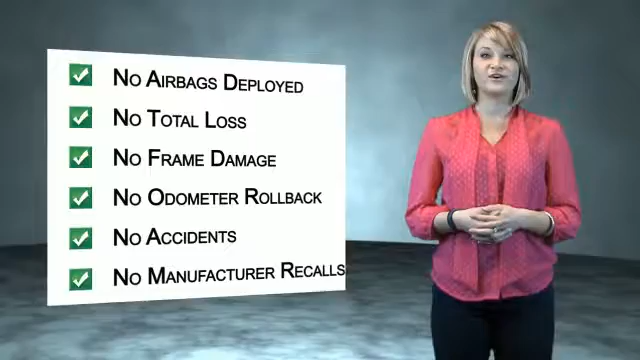 No Airbags Deployed
No Total Loss
No Frame Damage
No Odometer Rollback
No Accidents
No Manufacturer Recalls